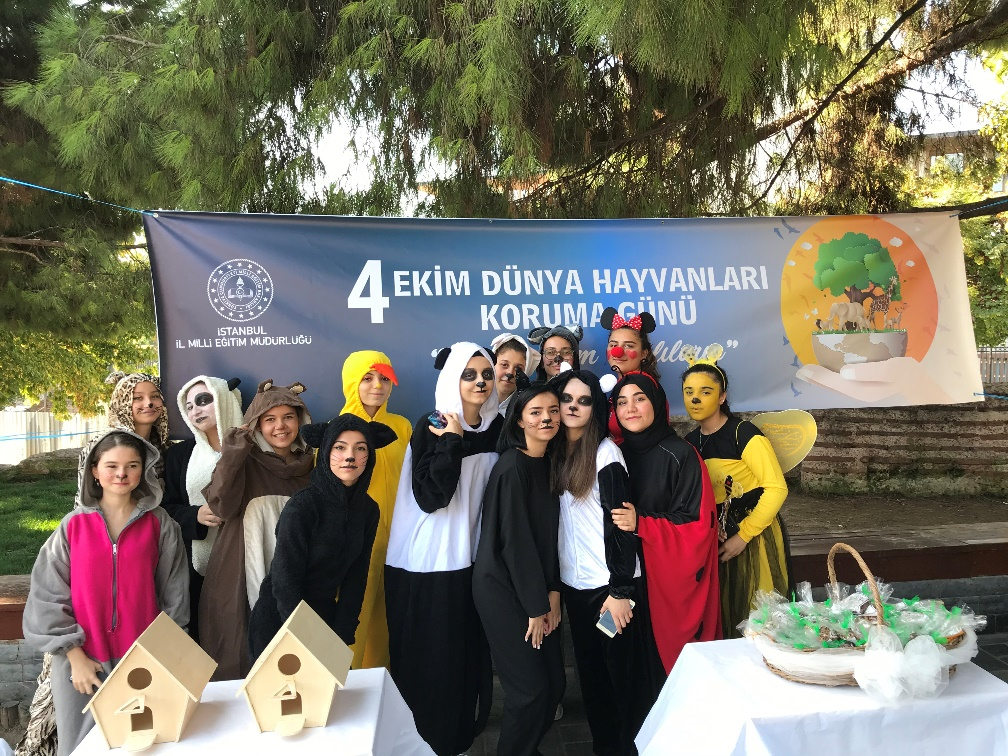 4 EKİM DÜNYA HAYVANLARI
KORUMA GÜNÜ
İSTANBUL
İL MİLLİ EĞİTİM MÜDÜRLÜĞÜ